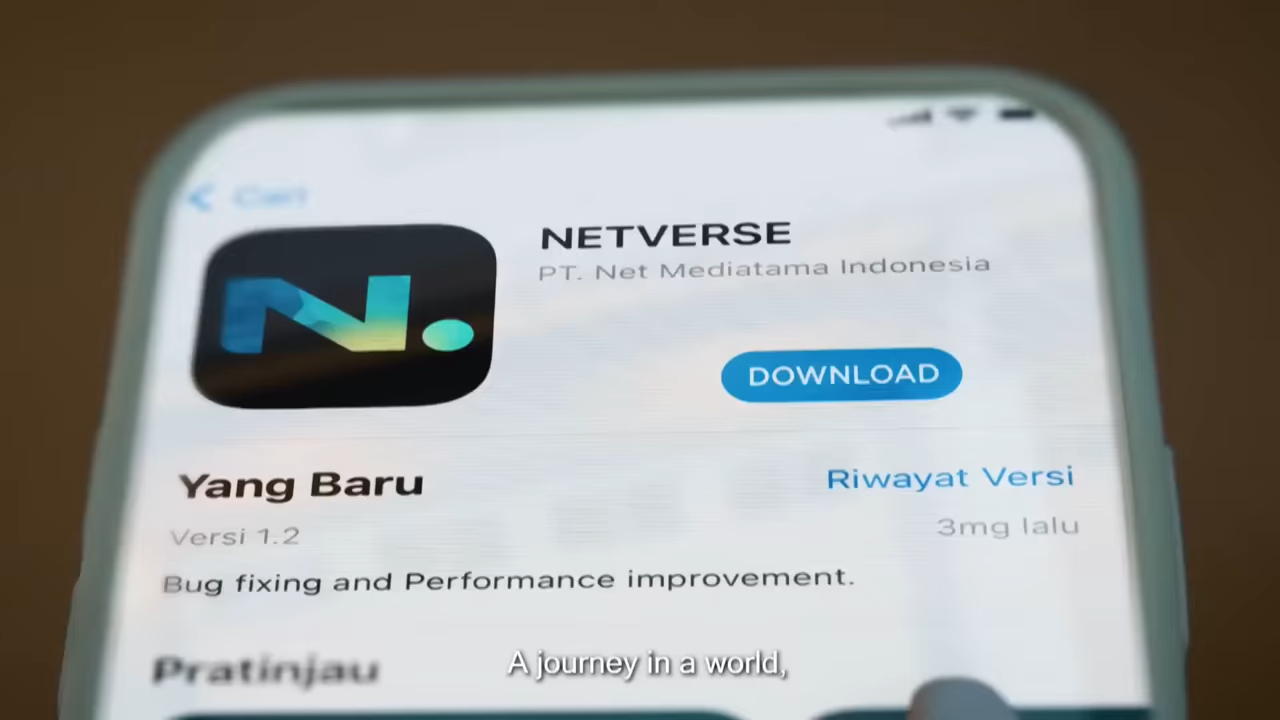 Cari
NETVERSE
PT. Net Mediatama Indonesia
N.
DOWNLOAD
Yang Baru
Riwayat Versi
Versi 1.2
3mg lalu
Bug fixing and Performance improvement.
Pratinjau
A journey in a world,